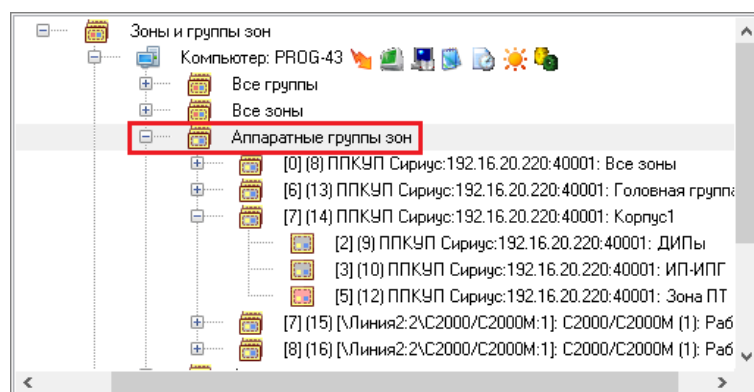 Зоны и группы зон
Компьютер: PROG-43
Все группы
Все зоны
Аппаратные группы зон
[0] (8) ППКУП Сириус:192.16.20.220:40001: Все зоны
[6] (13) ППКУП Сириус:192.16.20.220:40001: Головная групп
[7] (14) ППКУП Сириус:192.16.20.220:40001: Корпус1
[2] (9) ППКУП Сириус:192.16.20.220:40001: ДИПы
[3] (10) ППКУП Сириус:192.16.20.220:40001: ИП-ИПГ
[5] (12) ППКУП Сириус:192.16.20.220:40001: Зона ПТ
[7] (15) [\Линия2:2\С2000/С2000М:1]: С2000/С2000М (1): Раб
[8] (16) [\Линия2:2\С2000/С2000М:1]: С2000/С2000М (1): Раб